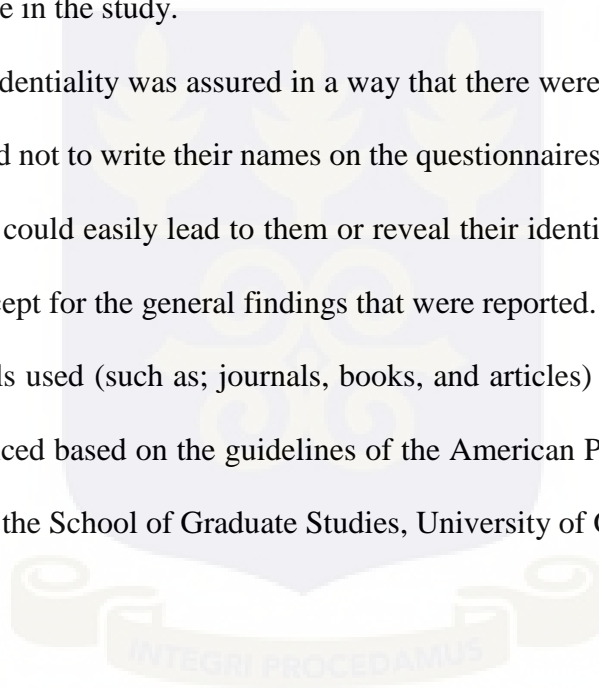 e in the study.
dentiality was assured in a way that there were
d not to write their names on the questionnaires
could easily lead to them or reveal their identi
cept for the general findings that were reported.
ls used (such as; journals, books, and articles)
ced based on the guidelines of the American P
the School of Graduate Studies, University of
INTEGRI PROCEDAMUS